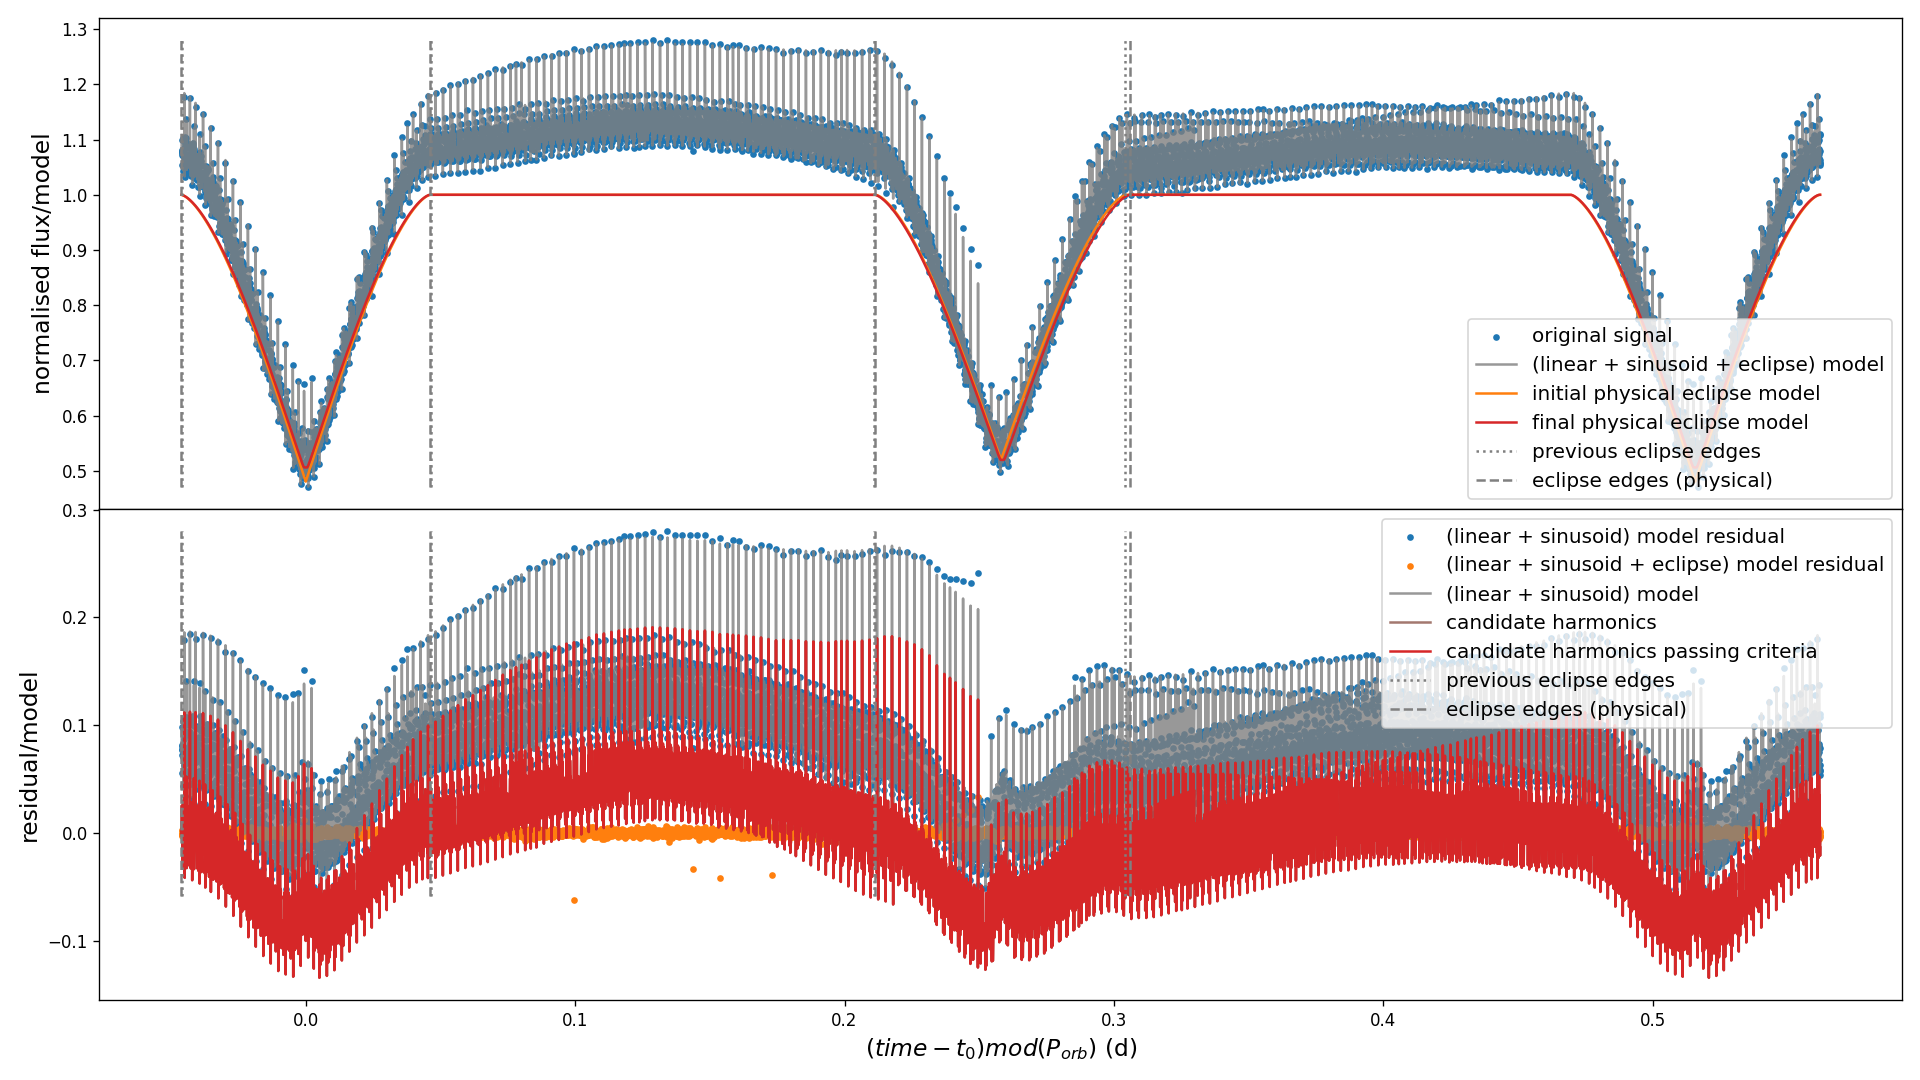 normalised flux/model
1.3
1.2
1.1
1.0
0.9
0.8
0.7
0.6
0.5
original signal
(linear + sinusoid + eclipse) model
initial physical eclipse model
final physical eclipse model
previous eclipse edges
eclipse edges (physical)
residual/model
0.3
0.2
0.1
0.0
−0.1
(linear + sinusoid) model residual
(linear + sinusoid + eclipse) model residual
(linear + sinusoid) model
candidate harmonics
candidate harmonics passing criteria
previous eclipse edges
eclipse edges (physical)
0.0 0.1 0.2 0.3 0.4 0.5
(time − t₀)mod(P_orb) (d)